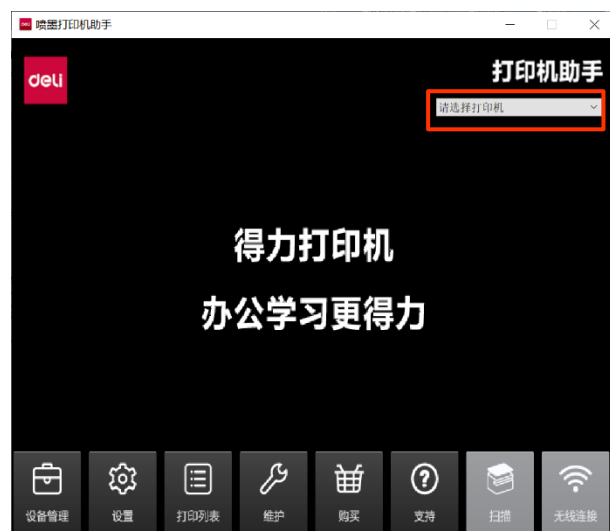 喷墨打印机助手
deli
打印机助手
请选择打印机
得力打印机
办公学习更得力
设备管理
设置
打印列表
维护
购买
支持
扫描
无线连接